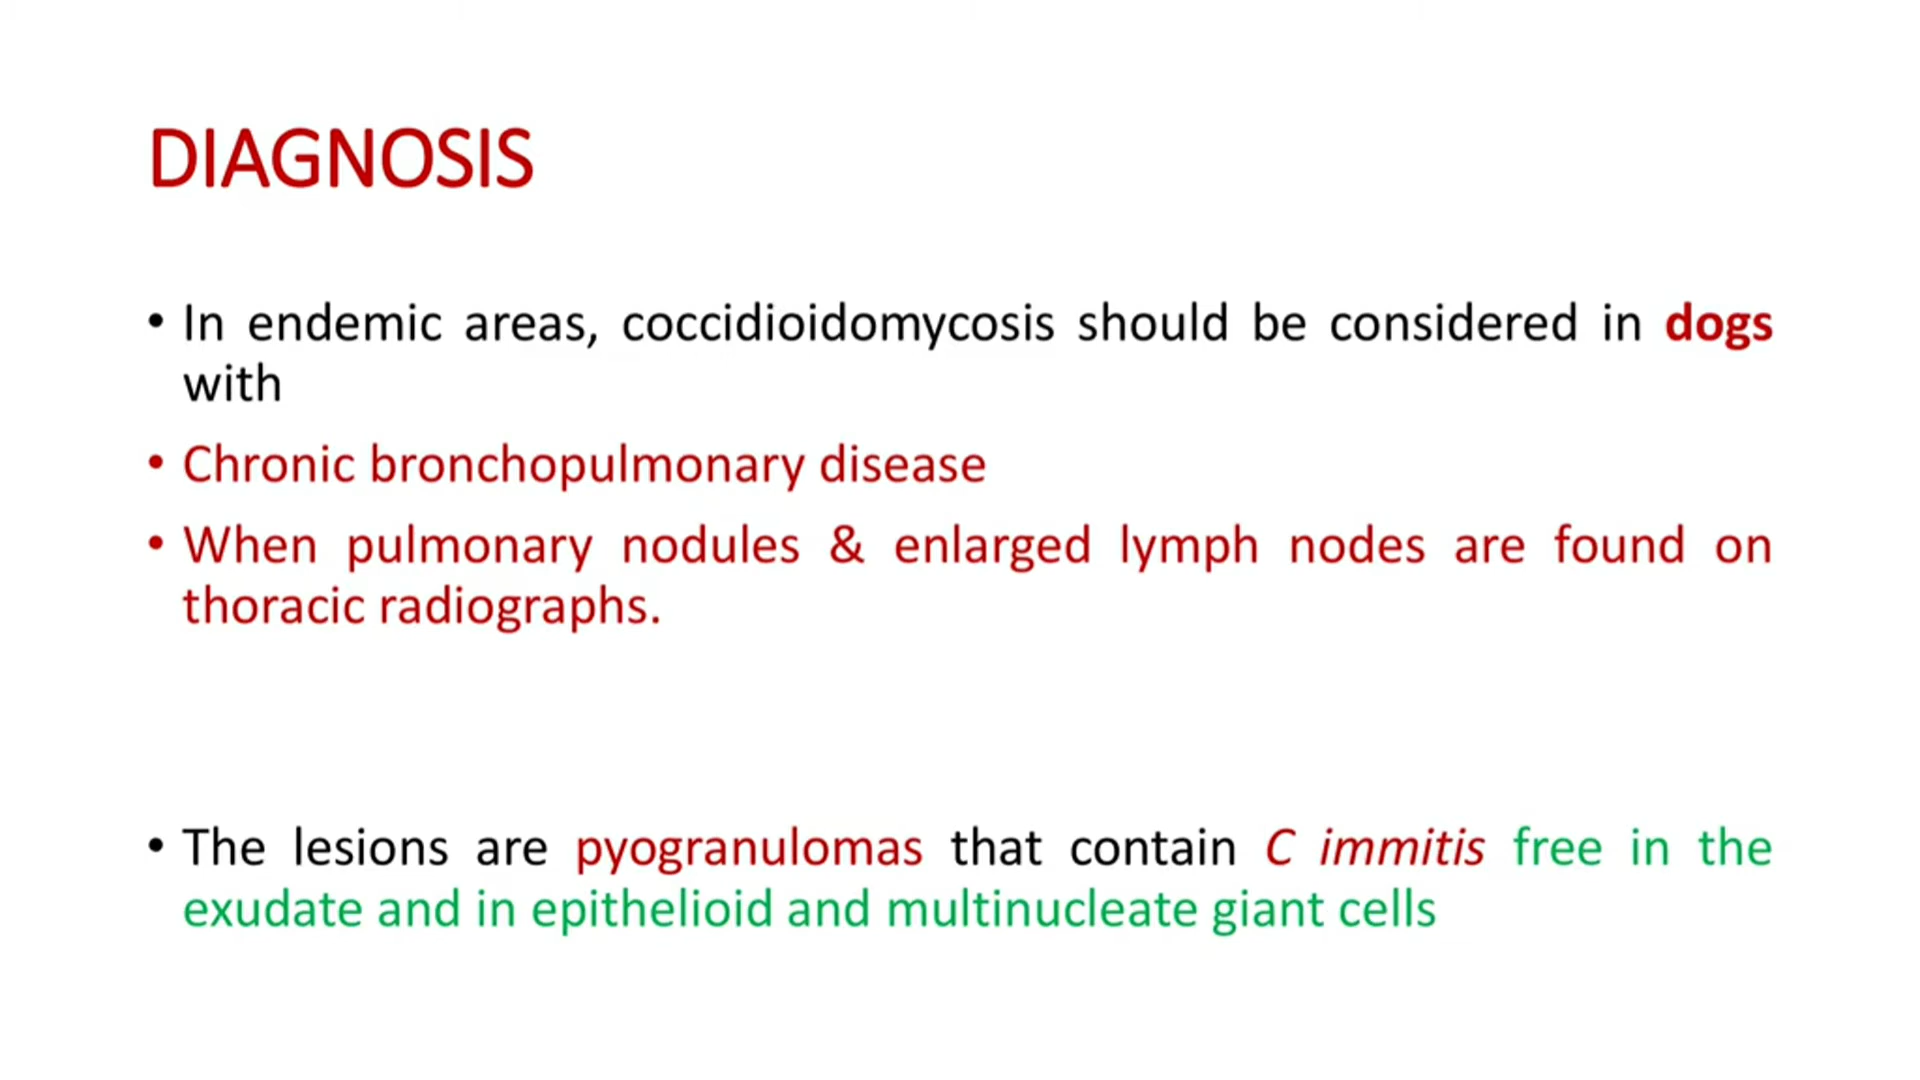 DIAGNOSIS
• In endemic areas, coccidioidomycosis should be considered in dogs
with
• Chronic bronchopulmonary disease
• When pulmonary nodules & enlarged lymph nodes are found on
thoracic radiographs.
• The lesions are pyogranulomas that contain C immitis free in the
exudate and in epithelioid and multinucleate giant cells